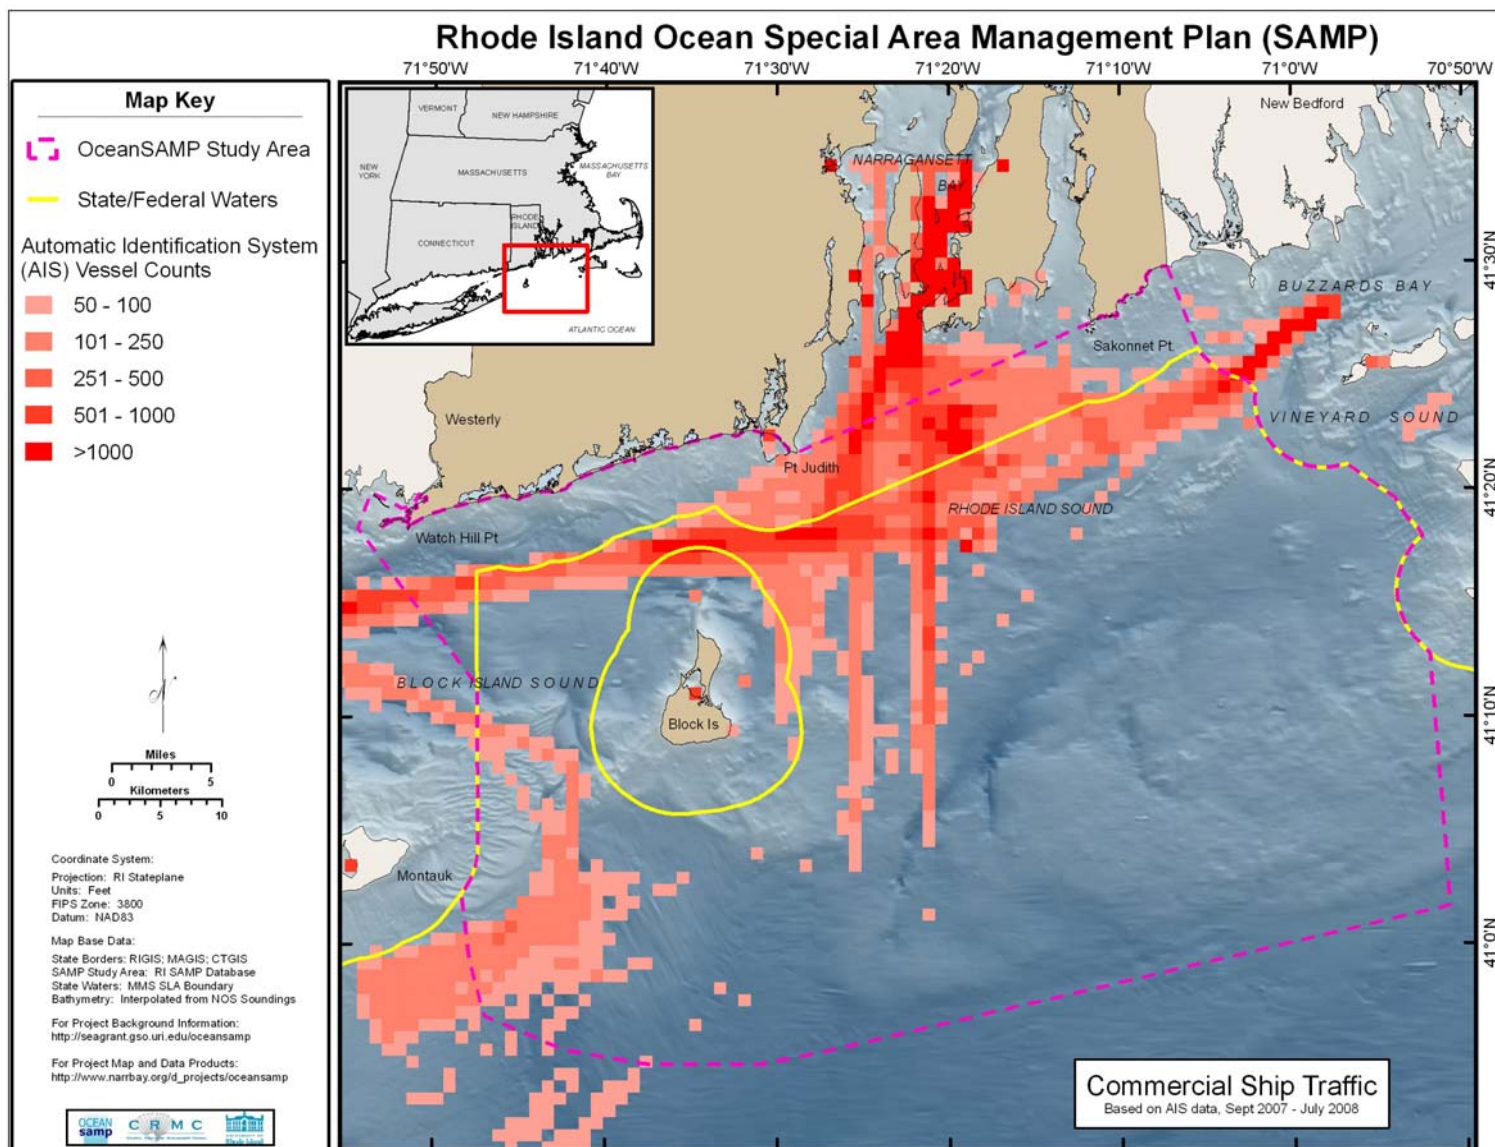 Rhode Island Ocean Special Area Management Plan (SAMP)
71°50'W
71°40'W
71°30'W
71°20'W
71°10'W
71°0'W
70°50'W
Map Key
OceanSAMP Study Area
State/Federal Waters
Automatic Identification System
(AIS) Vessel Counts
50 - 100
101 - 250
251 - 500
501 - 1000
>1000
Miles
0 5
Kilometers
0 5 10
Coordinate System:
Projection: RI Stateplane
Units: Feet
FIPS Zone: 3800
Datum: NAD83
Map Base Data:
State Borders: RIGIS; MAGIS; CTGIS
SAMP Study Area: RI SAMP Database
State Waters: MMS SLA Boundary
Bathymetry: Interpolated from NOS Soundings
For Project Background Information:
http://seagrant.gso.uri.edu/oceansamp
For Project Map and Data Products:
http://www.narrbay.org/d_projects/oceansamp
OCEAN
samp
CRMC
VERMONT
NEW HAMPSHIRE
NEW
YORK
MASSACHUSETTS
MASSACHUSETTS
BAY
CONNECTICUT
RHODE
ISLAND
ATLANTIC OCEAN
New Bedford
NARRAGANSETT
BAY
BUZZARDS BAY
Sakonnet Pt.
VINEYARD SOUND
Westerly
Pt Judith
RHODE ISLAND SOUND
Watch Hill Pt
BLOCK ISLAND SOUND
Block Is
Montauk
41°30'N
41°20'N
41°10'N
41°0'N
Commercial Ship Traffic
Based on AIS data, Sept 2007 - July 2008